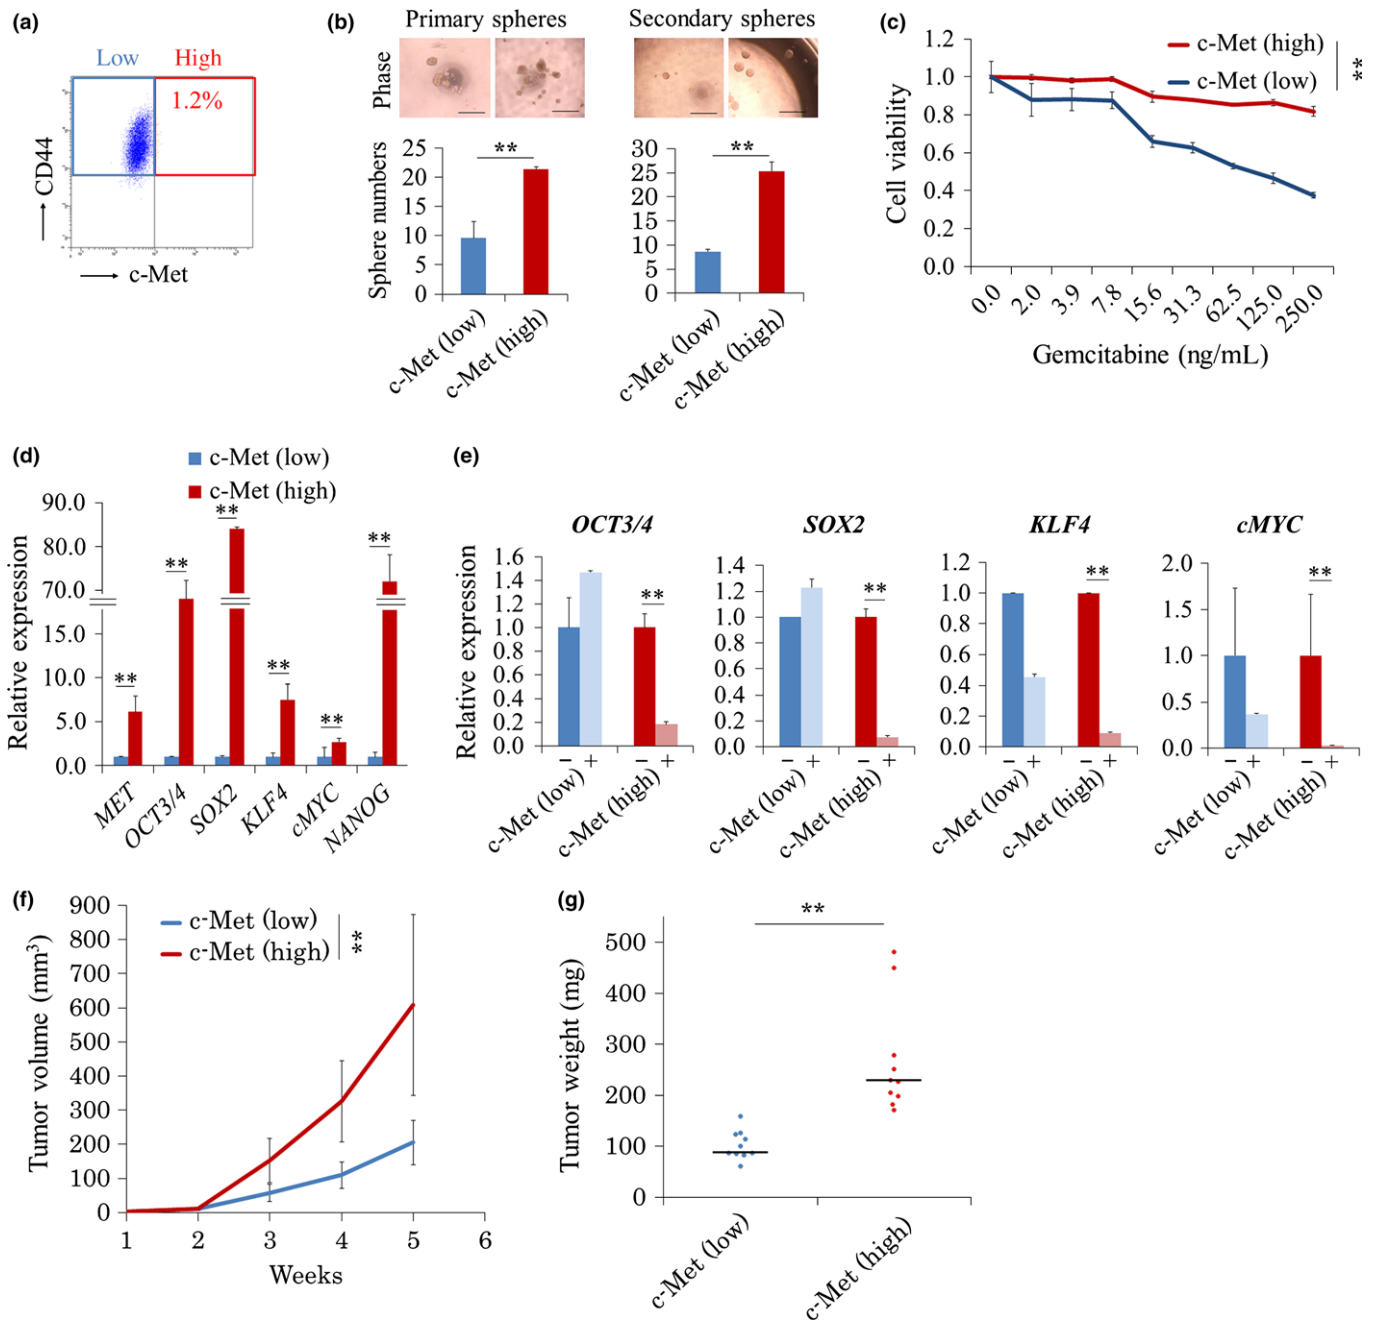 (a)
Low High
1.2%
CD44
c-Met
(b)
Primary spheres Secondary spheres
Phase
Sphere numbers
25
20
15
10
5
0
**
c-Met (low)
c-Met (high)
30
25
20
15
10
5
0
**
c-Met (low)
c-Met (high)
(c)
c-Met (high)
c-Met (low)
**
Cell viability
1.2
1.0
0.8
0.6
0.4
0.2
0.0
0.0 2.0 3.9 7.8 15.6 31.3 62.5 125.0 250.0
Gemcitabine (ng/mL)
(d)
c-Met (low)
c-Met (high)
Relative expression
90.0
80.0
70.0
15.0
10.0
5.0
0.0
** ** ** ** ** **
MET OCT3/4 SOX2 KLF4 cMYC NANOG
(e)
Relative expression
OCT3/4
1.6
1.4
1.2
1.0
0.8
0.6
0.4
0.2
0.0
**
− + − +
c-Met (low)
c-Met (high)
SOX2
1.4
1.2
1.0
0.8
0.6
0.4
0.2
0.0
**
− + − +
c-Met (low)
c-Met (high)
KLF4
1.2
1.0
0.8
0.6
0.4
0.2
0.0
**
− + − +
c-Met (low)
c-Met (high)
cMYC
2.0
1.5
1.0
0.5
0.0
**
− + − +
c-Met (low)
c-Met (high)
(f)
c-Met (low)
c-Met (high)
**
Tumor volume (mm³)
900
800
700
600
500
400
300
200
100
0
1 2 3 4 5 6
Weeks
(g)
**
Tumor weight (mg)
500
400
300
200
100
0
c-Met (low)
c-Met (high)